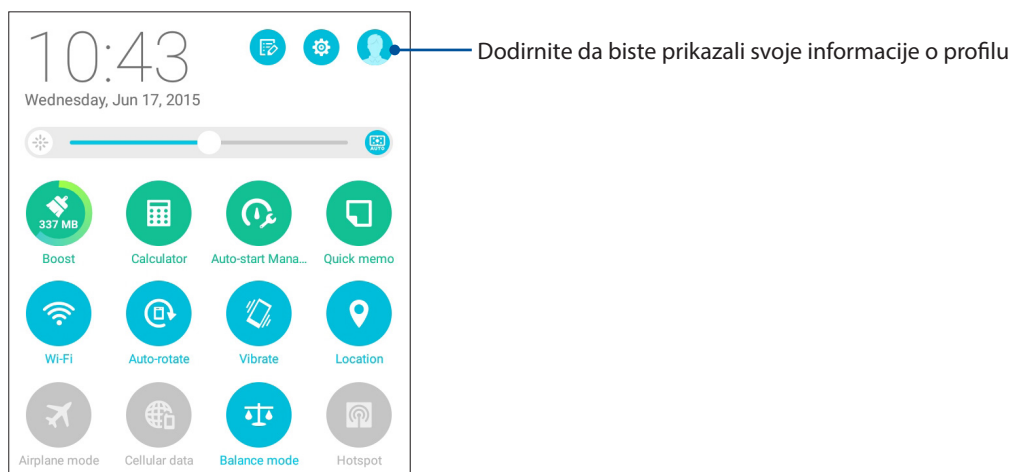 10:43
Dodirnite da biste prikazali svoje informacije o profilu
Wednesday, Jun 17, 2015
AUTO
337 MB
Boost Calculator Auto-start Mana... Quick memo
Wi-Fi Auto-rotate Vibrate Location
Airplane mode Cellular data Balance mode Hotspot